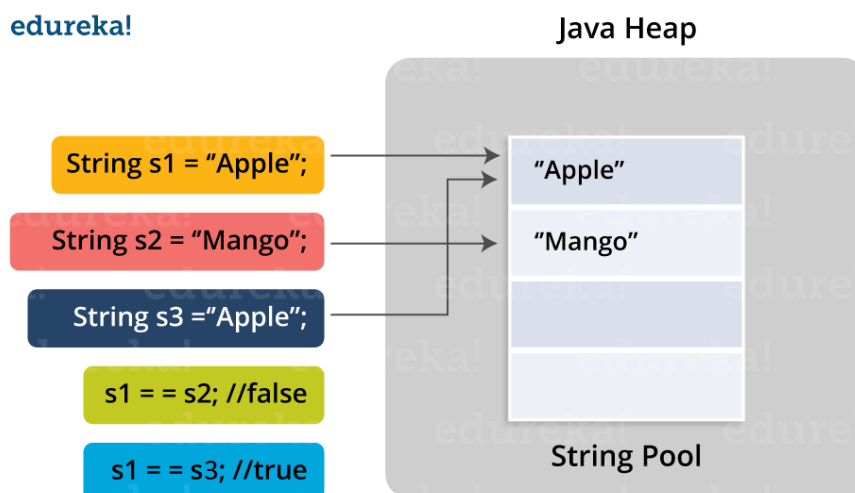 edureka!
Java Heap
String s1 = “Apple”;
String s2 = “Mango”;
String s3 =“Apple”;
s1 = = s2; //false
s1 = = s3; //true
“Apple”
“Mango”
String Pool